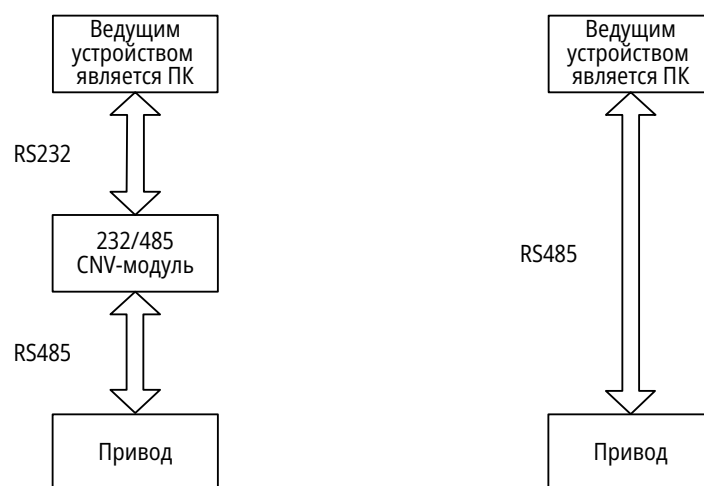 Ведущим
устройством
является ПК
RS232
232/485
CNV-модуль
RS485
Привод
Ведущим
устройством
является ПК
RS485
Привод